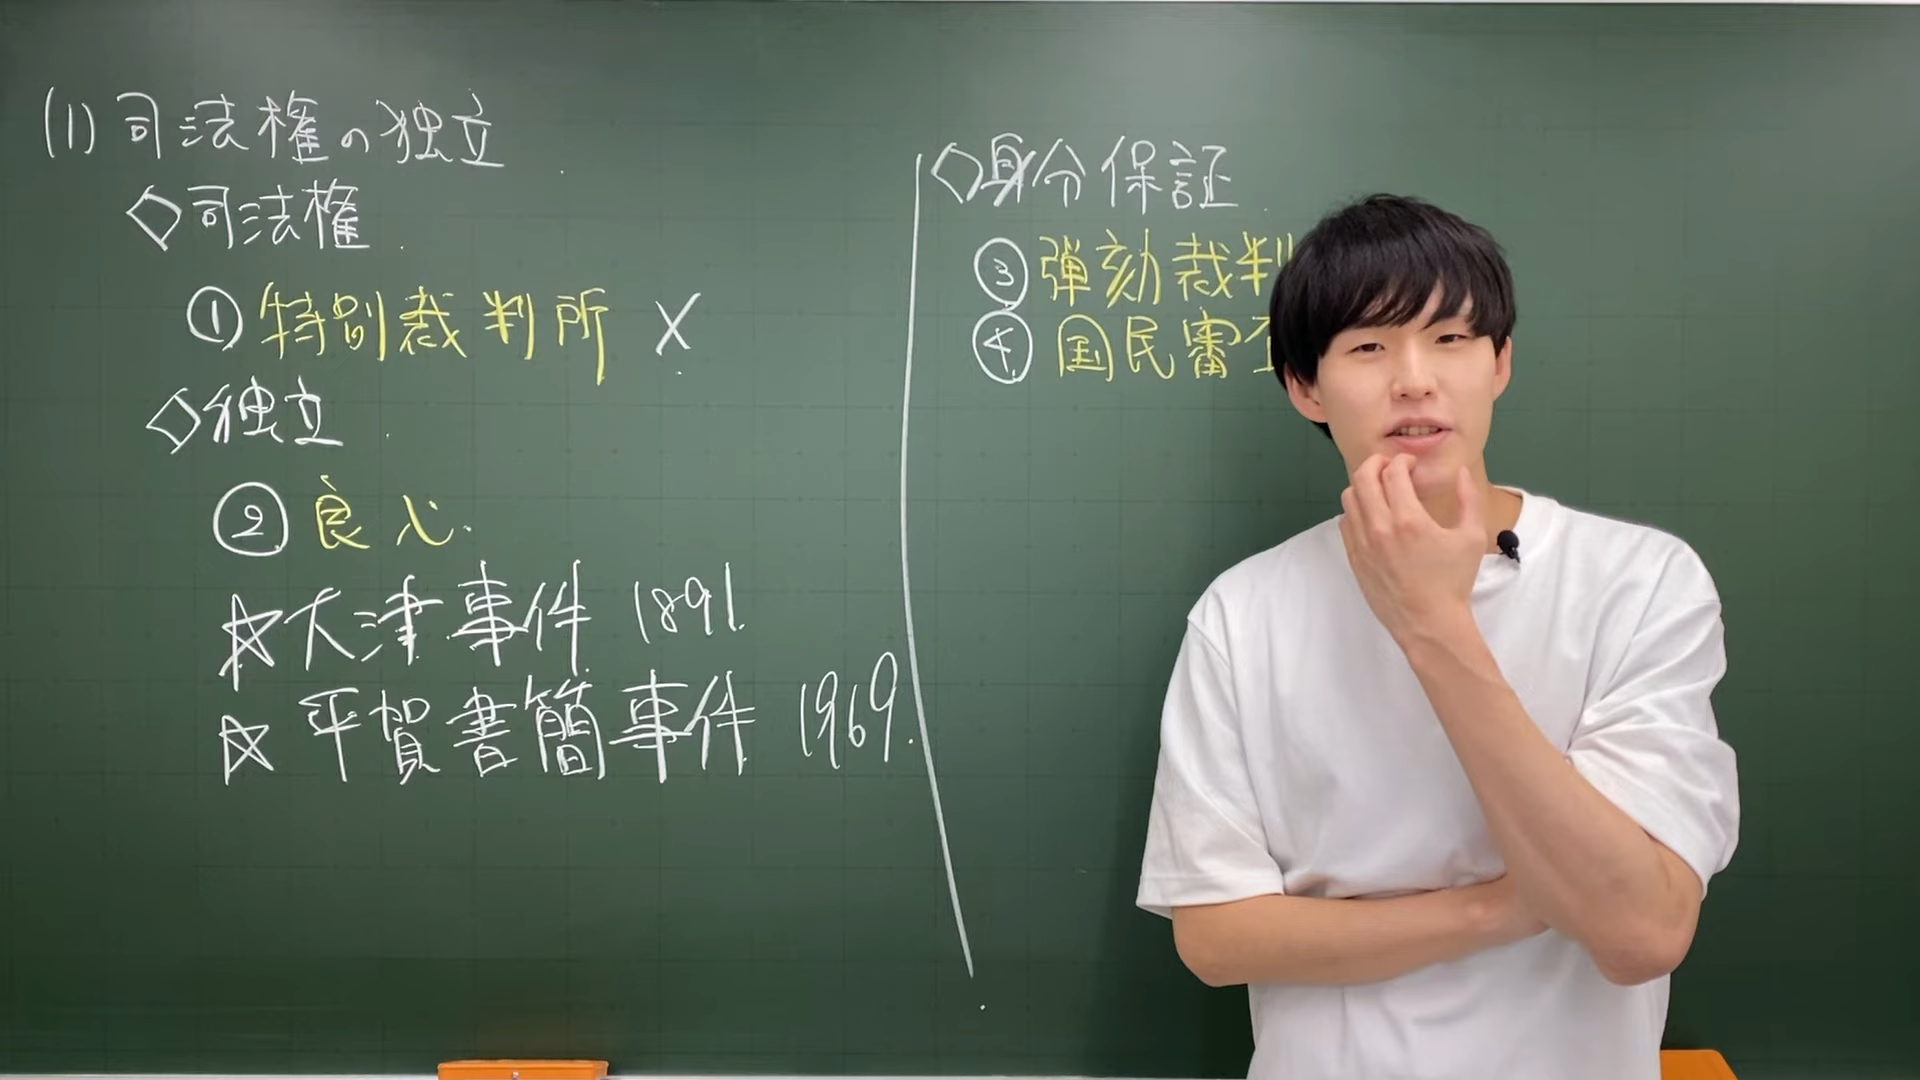 (1) 司法権の独立
◇司法権
① 特別裁判所 ×
◇独立
② 良心
☆大津事件 1891
☆平賀書簡事件 1969
◇身分保証
③ 弾劾裁判
④ 国民審